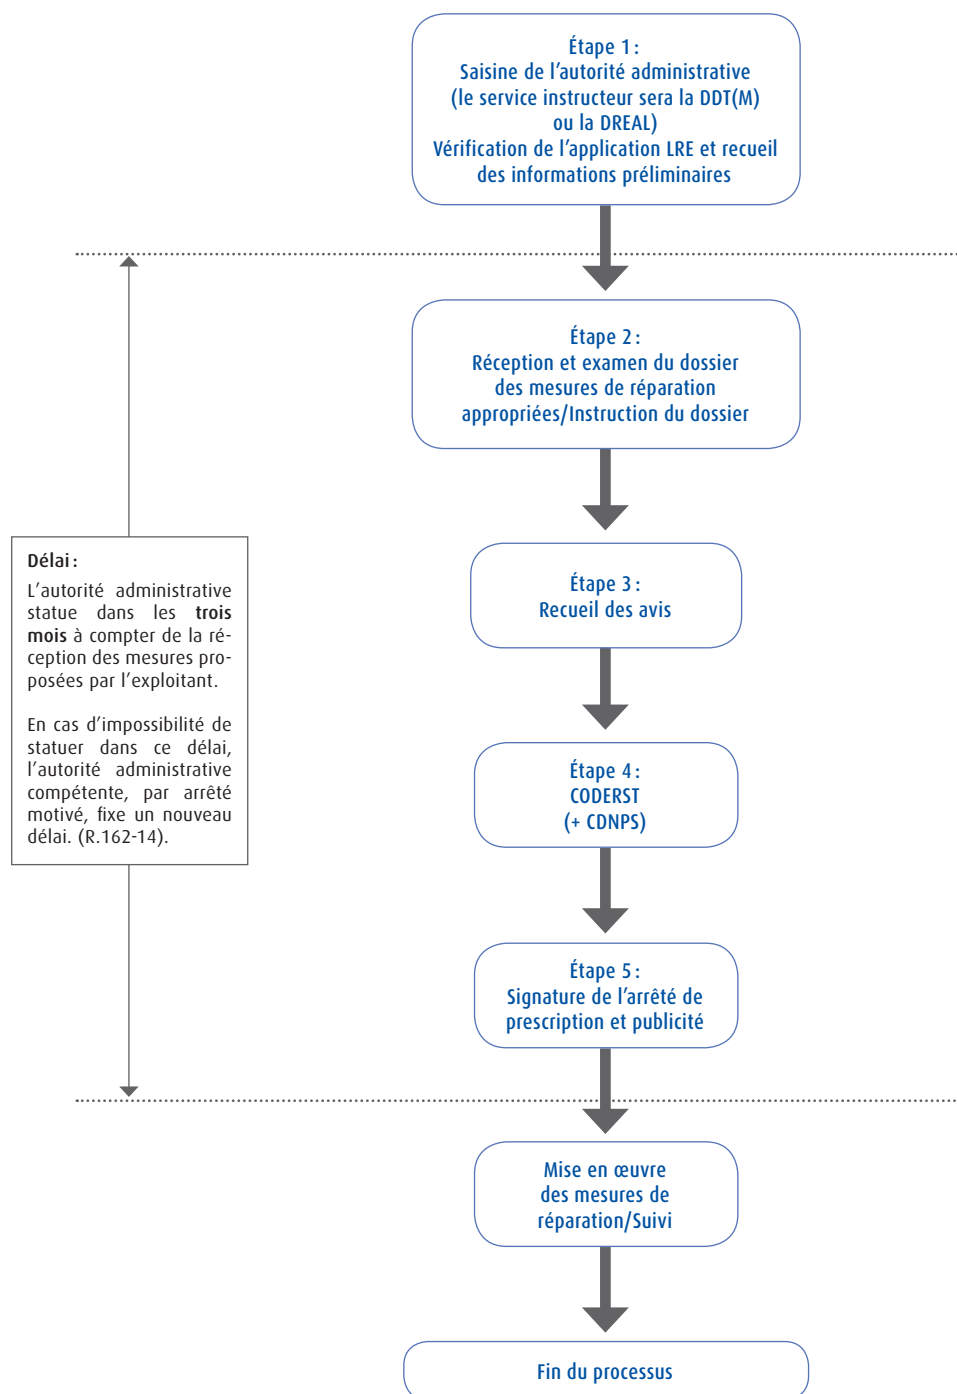 Étape 1 :
Saisine de l’autorité administrative
(le service instructeur sera la DDT(M)
ou la DREAL)
Vérification de l’application LRE et recueil
des informations préliminaires
Étape 2 :
Réception et examen du dossier
des mesures de réparation
appropriées/Instruction du dossier
Délai :
L’autorité administrative
statue dans les trois
mois à compter de la ré-
ception des mesures pro-
posées par l’exploitant.
En cas d’impossibilité de
statuer dans ce délai,
l’autorité administrative
compétente, par arrêté
motivé, fixe un nouveau
délai. (R.162-14).
Étape 3 :
Recueil des avis
Étape 4 :
CODERST
(+ CDNPS)
Étape 5 :
Signature de l’arrêté de
prescription et publicité
Mise en œuvre
des mesures de
réparation/Suivi
Fin du processus